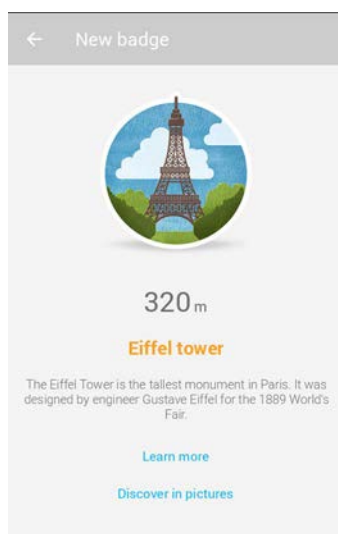 New badge
320 m
Eiffel tower
The Eiffel Tower is the tallest monument in Paris. It was
designed by engineer Gustave Eiffel for the 1889 World's
Fair.
Learn more
Discover in pictures